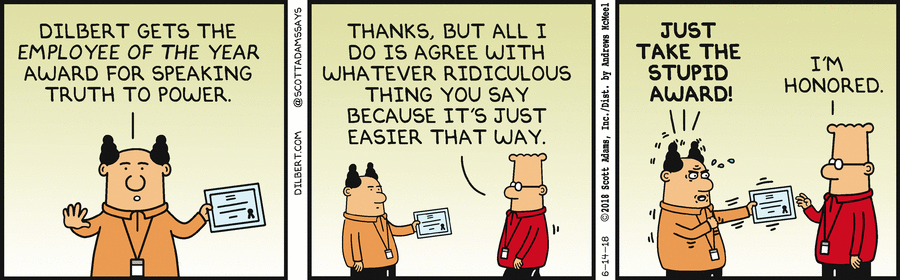 DILBERT GETS THE
EMPLOYEE OF THE YEAR
AWARD FOR SPEAKING
TRUTH TO POWER.
DILBERT.COM @SCOTTADAMSSAYS
THANKS, BUT ALL I
DO IS AGREE WITH
WHATEVER RIDICULOUS
THING YOU SAY
BECAUSE IT'S JUST
EASIER THAT WAY.
6-14-18 ©2018 Scott Adams, Inc./Dist. by Andrews McMeel
JUST
TAKE THE
STUPID
AWARD!
I'M
HONORED.